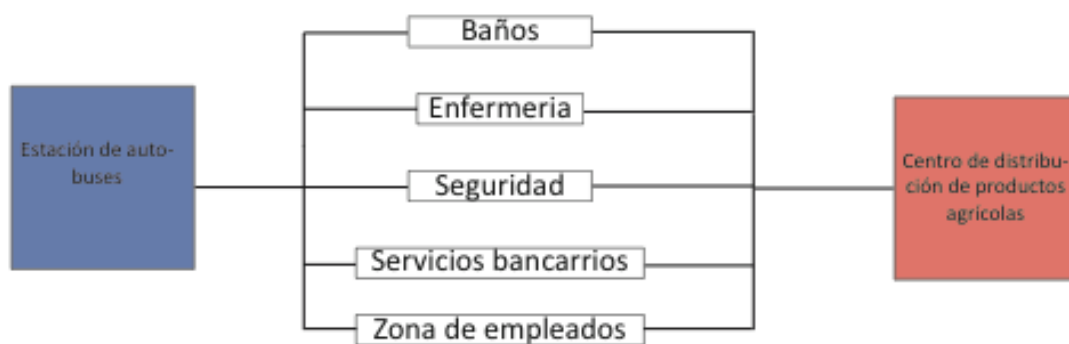 Estación de auto-
buses
Baños
Enfermeria
Seguridad
Servicios bancarrios
Zona de empleados
Centro de distribu-
ción de productos
agrícolas